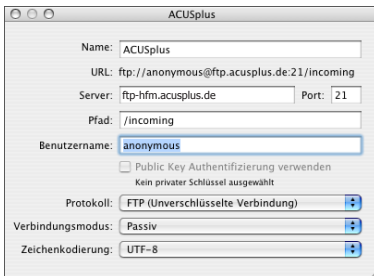 ACUSplus
Name: ACUSplus
URL: ftp://anonymous@ftp.acusplus.de:21/incoming
Server: ftp-hfm.acusplus.de Port: 21
Pfad: /incoming
Benutzername: anonymous
Public Key Authentifizierung verwenden
Kein privater Schlüssel ausgewählt
Protokoll: FTP (Unverschlüsselte Verbindung)
Verbindungsmodus: Passiv
Zeichenkodierung: UTF-8